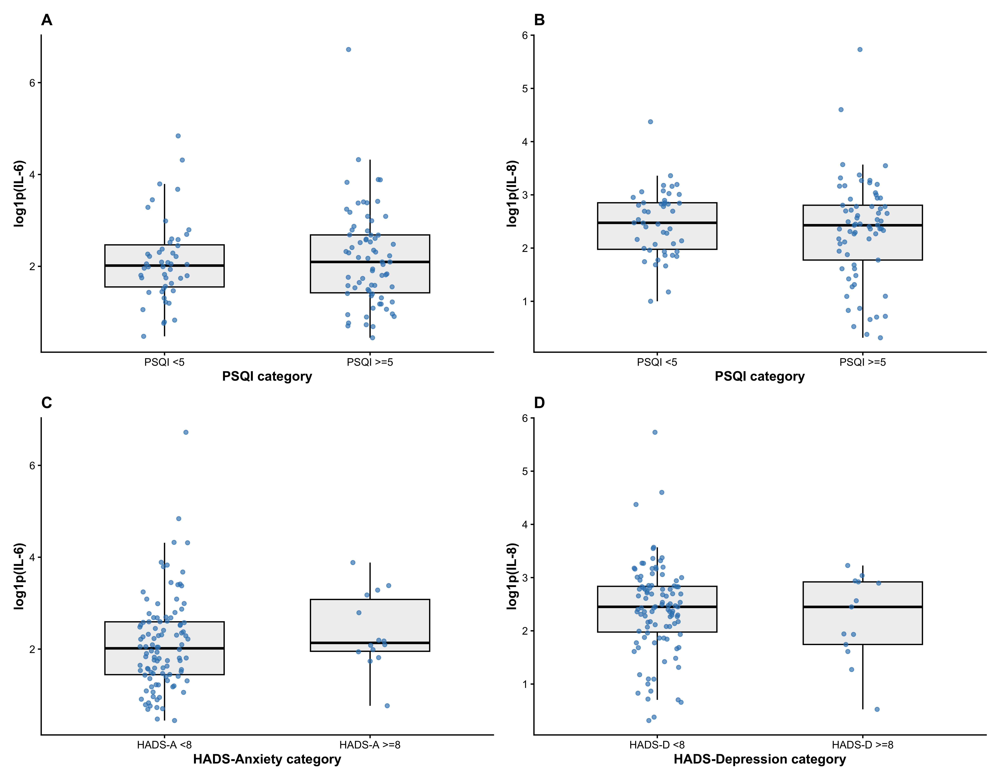 A
log1p(IL-6)
6
4
2
PSQI <5
PSQI >=5
PSQI category
B
log1p(IL-8)
6
5
4
3
2
1
PSQI <5
PSQI >=5
PSQI category
C
log1p(IL-6)
6
4
2
HADS-A <8
HADS-A >=8
HADS-Anxiety category
D
log1p(IL-8)
6
5
4
3
2
1
HADS-D <8
HADS-D >=8
HADS-Depression category